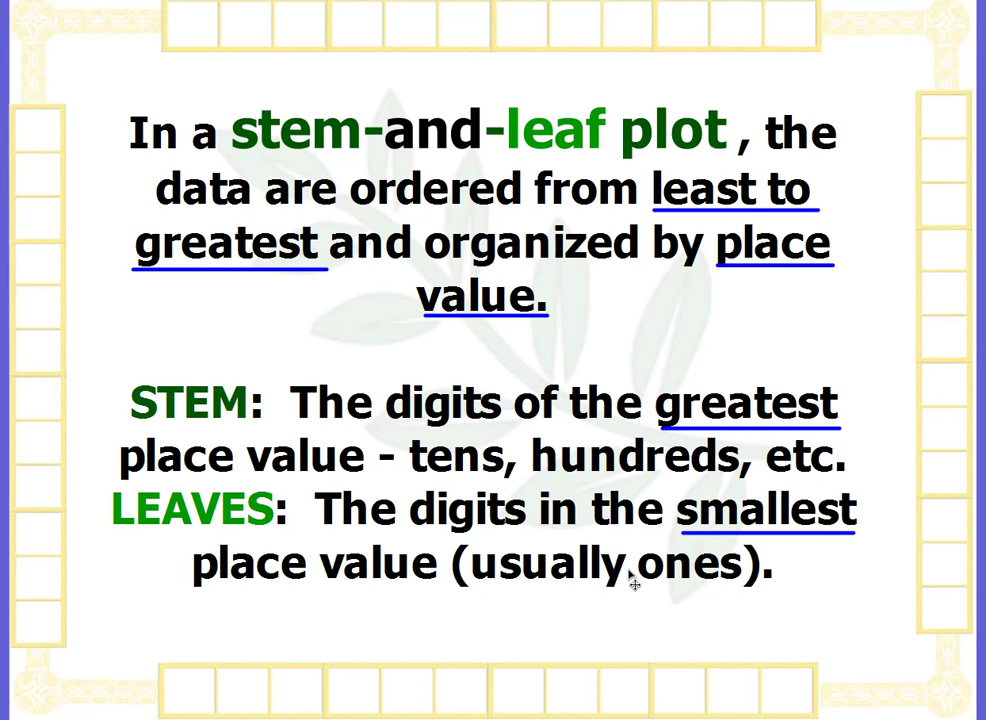 In a stem-and-leaf plot , the
data are ordered from least to
greatest and organized by place
value.
STEM:  The digits of the greatest
place value - tens, hundreds, etc.
LEAVES:  The digits in the smallest
place value (usually ones).